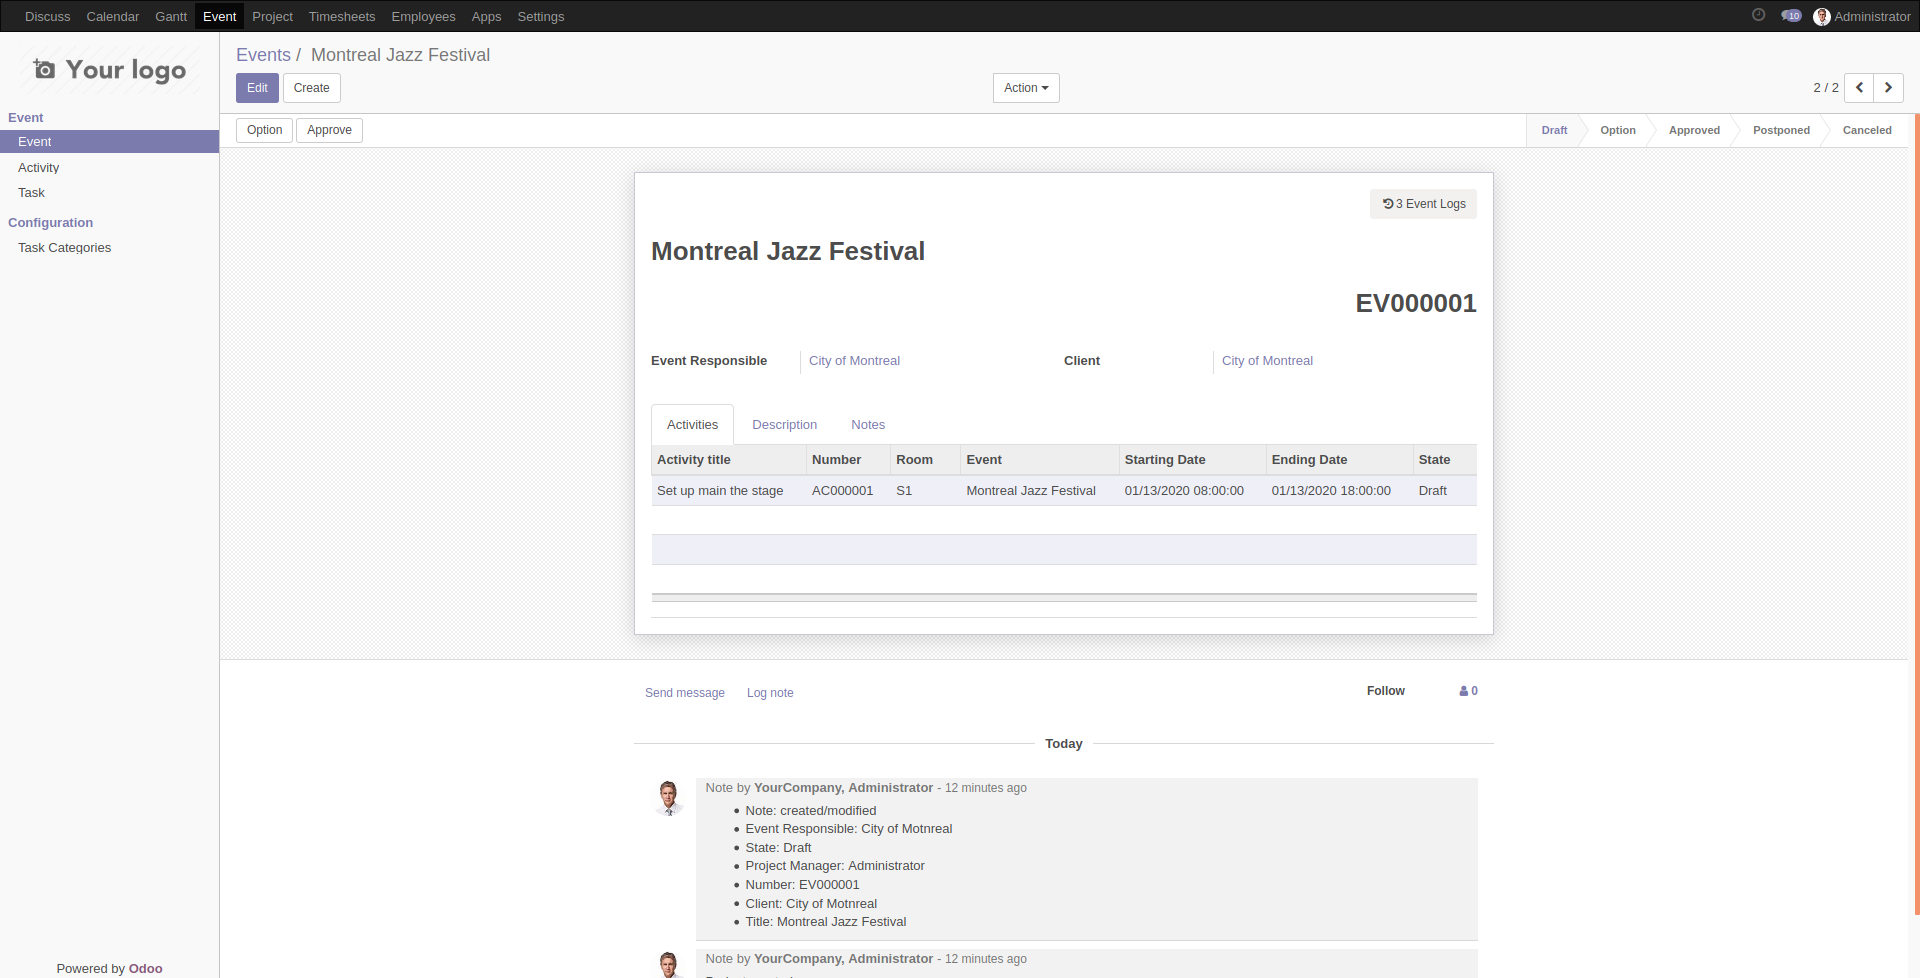 Discuss Calendar Gantt Event Project Timesheets Employees Apps Settings 10 Administrator
Your logo
Events / Montreal Jazz Festival
Edit Create Action 2 / 2
Event
Event
Activity
Task
Configuration
Task Categories
Powered by Odoo
Option Approve Draft Option Approved Postponed Canceled
3 Event Logs
Montreal Jazz Festival
EV000001
Event Responsible City of Montreal Client City of Montreal
Activities Description Notes
Activity title Number Room Event Starting Date Ending Date State
Set up main the stage AC000001 S1 Montreal Jazz Festival 01/13/2020 08:00:00 01/13/2020 18:00:00 Draft
Send message Log note Follow 0
Today
Note by YourCompany, Administrator - 12 minutes ago
Note: created/modified
Event Responsible: City of Motnreal
State: Draft
Project Manager: Administrator
Number: EV000001
Client: City of Motnreal
Title: Montreal Jazz Festival
Note by YourCompany, Administrator - 12 minutes ago